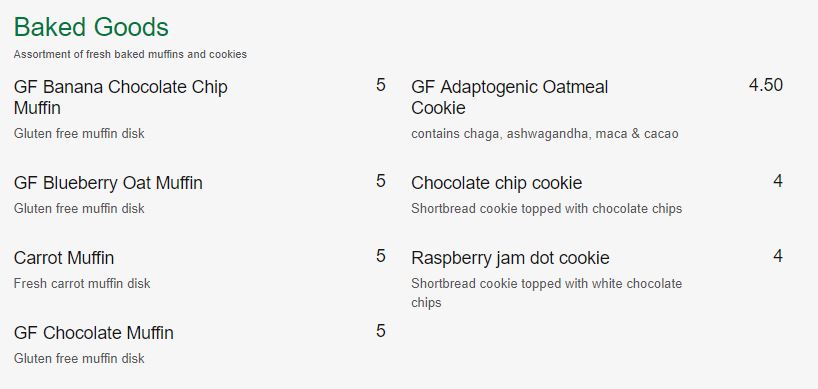 Baked Goods
Assortment of fresh baked muffins and cookies
GF Banana Chocolate Chip
Muffin
5
Gluten free muffin disk
GF Blueberry Oat Muffin
5
Gluten free muffin disk
Carrot Muffin
5
Fresh carrot muffin disk
GF Chocolate Muffin
5
Gluten free muffin disk
GF Adaptogenic Oatmeal
Cookie
4.50
contains chaga, ashwagandha, maca & cacao
Chocolate chip cookie
4
Shortbread cookie topped with chocolate chips
Raspberry jam dot cookie
4
Shortbread cookie topped with white chocolate
chips